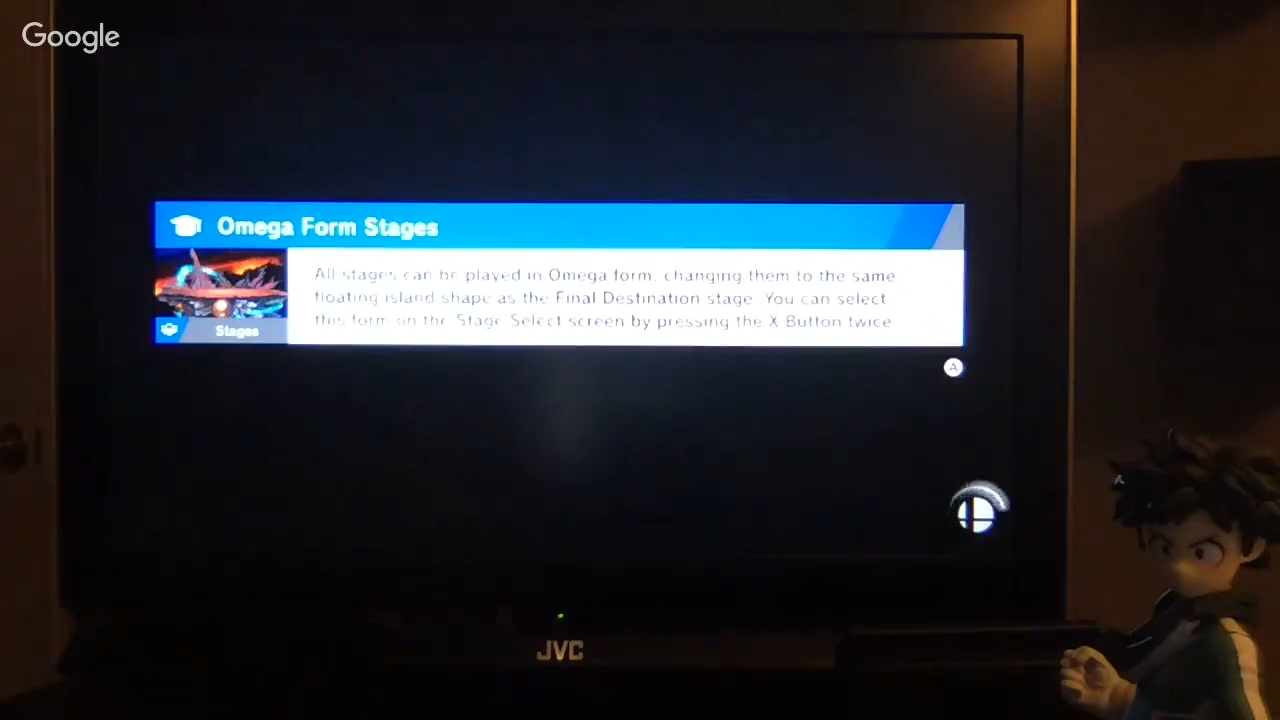 Google
Omega Form Stages
All stages can be played in Omega form, changing them to the same
floating island shape as the Final Destination stage. You can select
this form on the Stage Select screen by pressing the X Button twice.
Stages
A
JVC